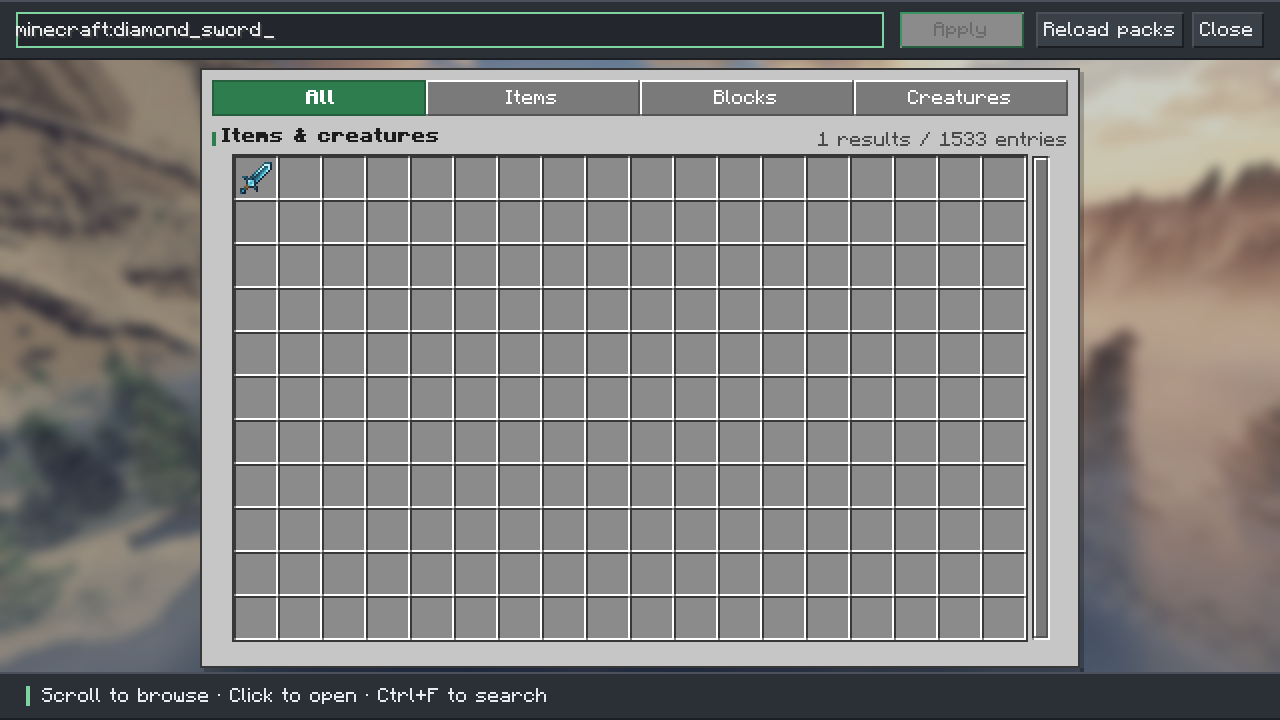 minecraft:diamond_sword_
Apply
Reload packs
Close
All
Items
Blocks
Creatures
Items & creatures
1 results / 1533 entries
Scroll to browse · Click to open · Ctrl+F to search